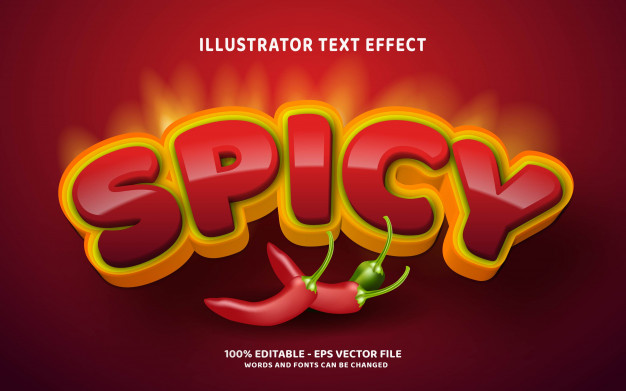 ILLUSTRATOR TEXT EFFECT
SPICY
100% EDITABLE - EPS VECTOR FILE
WORDS AND FONTS CAN BE CHANGED